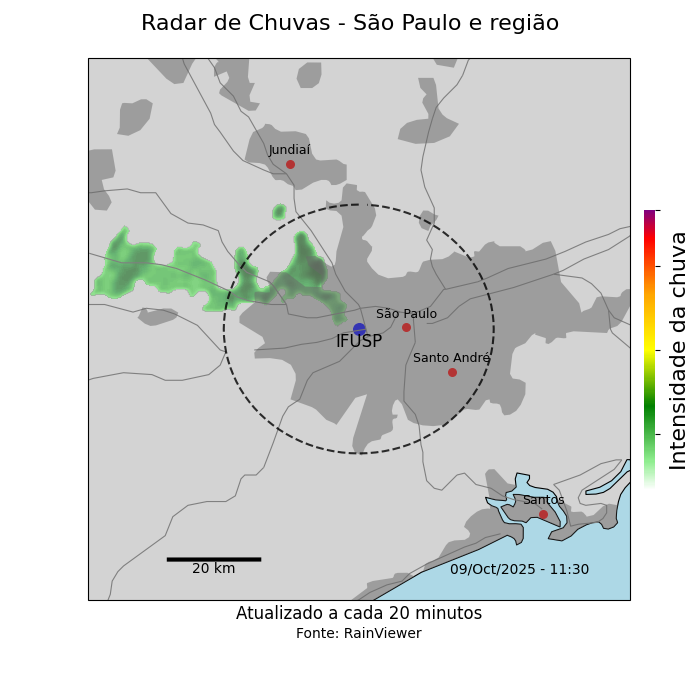 Radar de Chuvas - São Paulo e região
Jundiaí
São Paulo
IFUSP
Santo André
Santos
20 km
09/Oct/2025 - 11:30
Intensidade da chuva
Atualizado a cada 20 minutos
Fonte: RainViewer